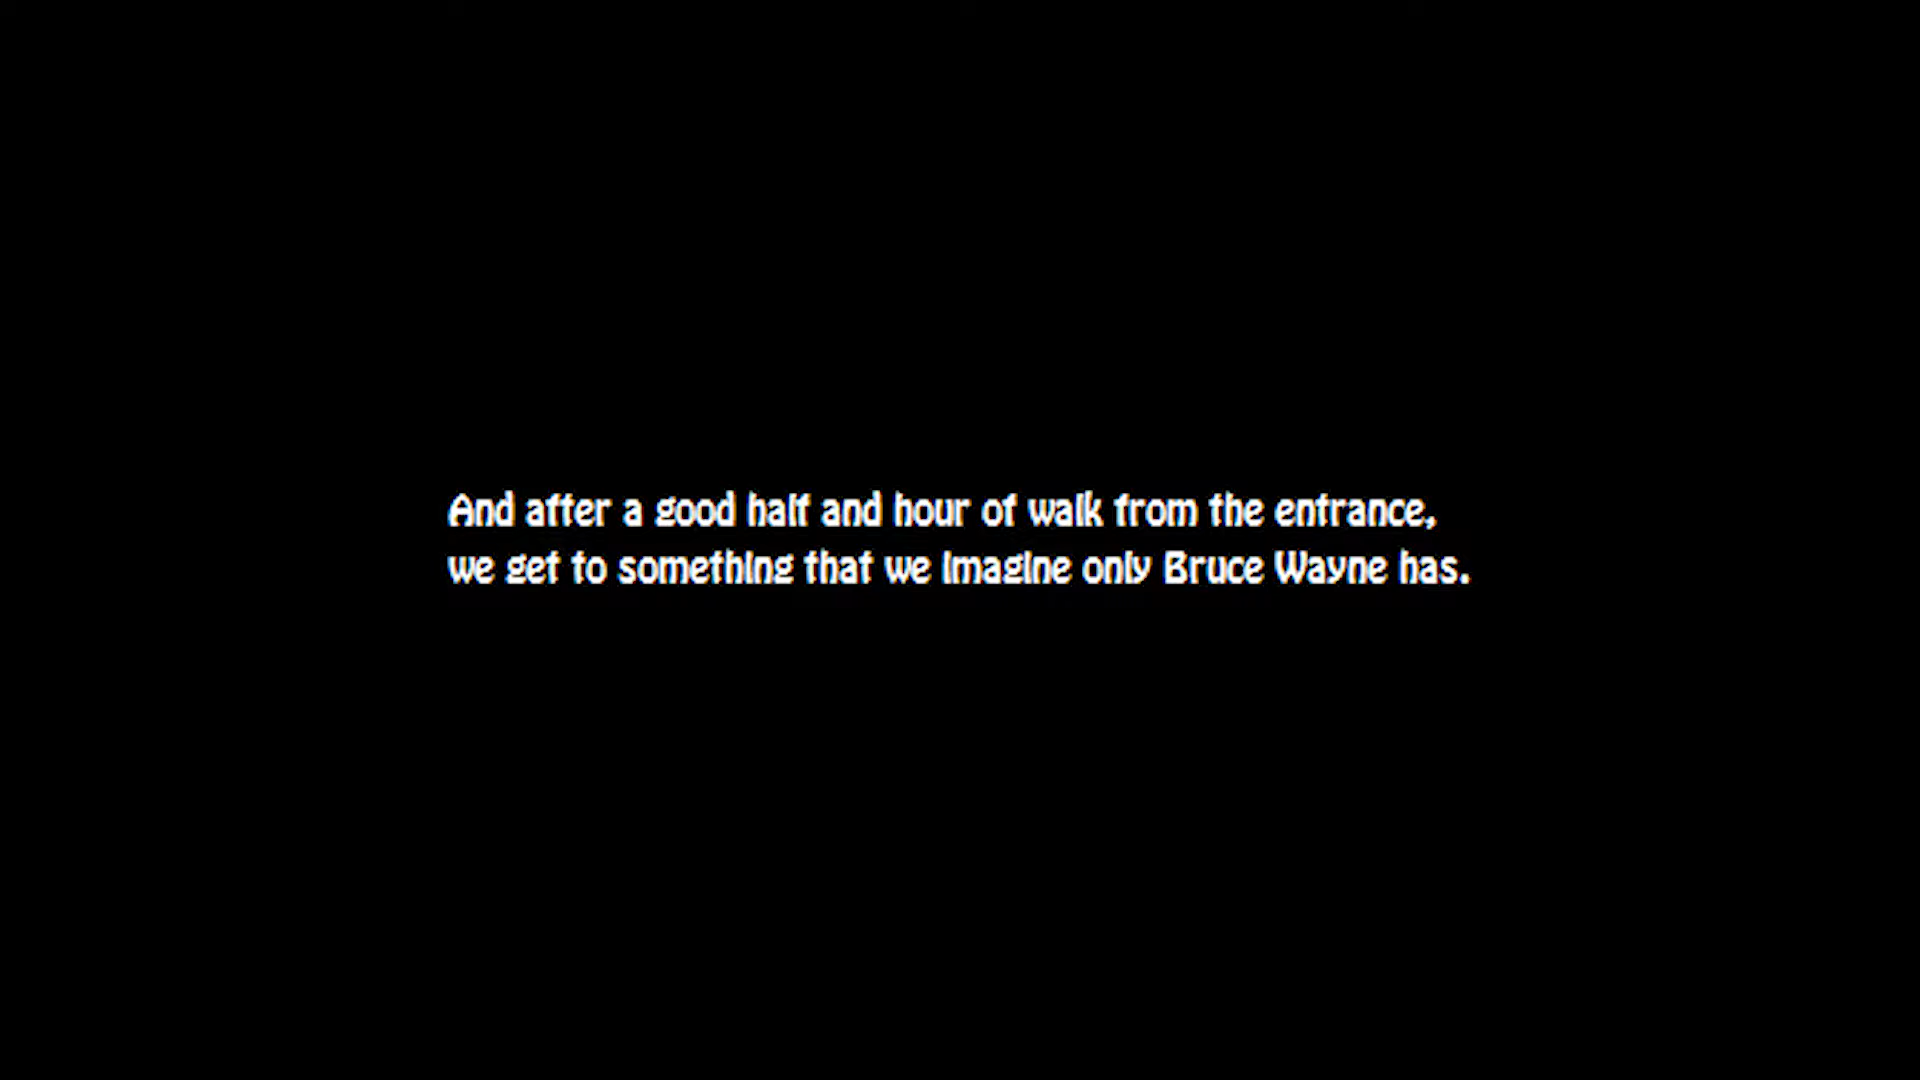 And after a good half and hour of walk from the entrance,
we get to something that we imagine only Bruce Wayne has.